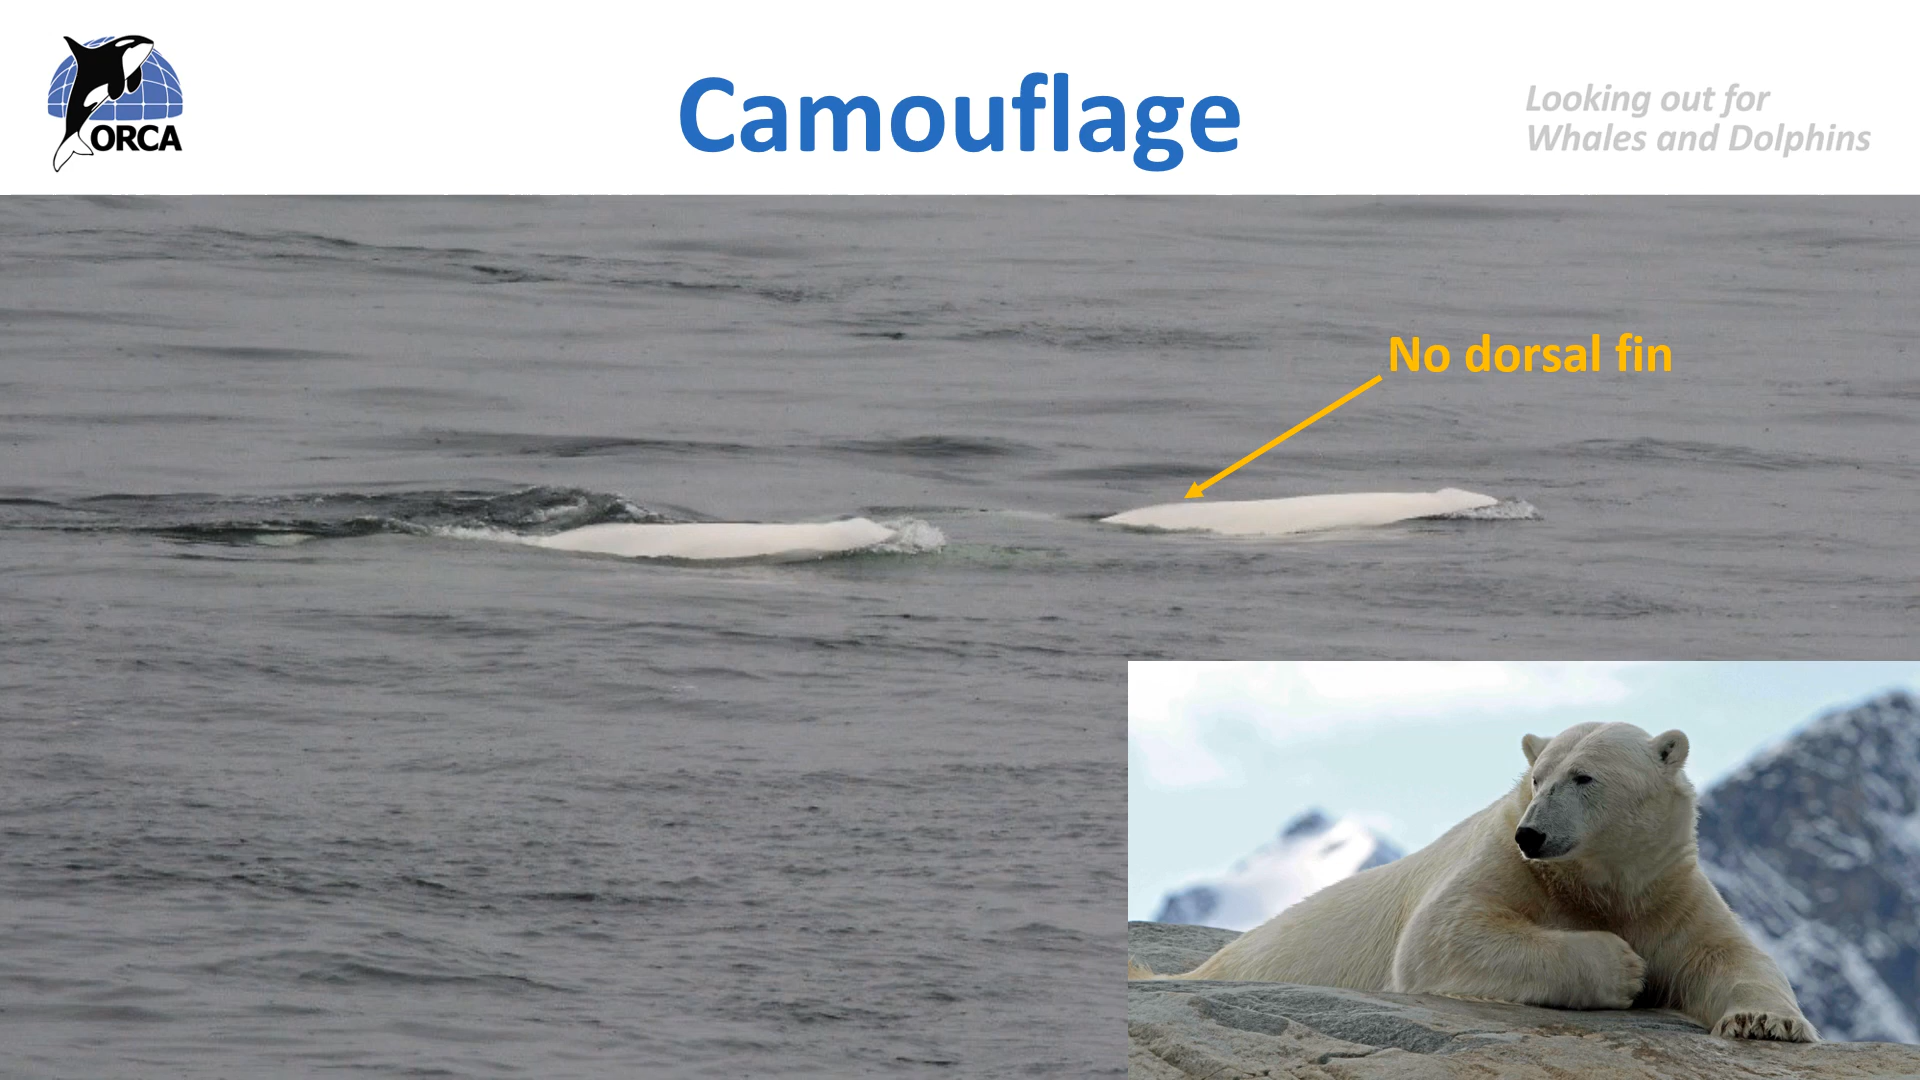 ORCA
Camouflage
Looking out for
Whales and Dolphins
No dorsal fin